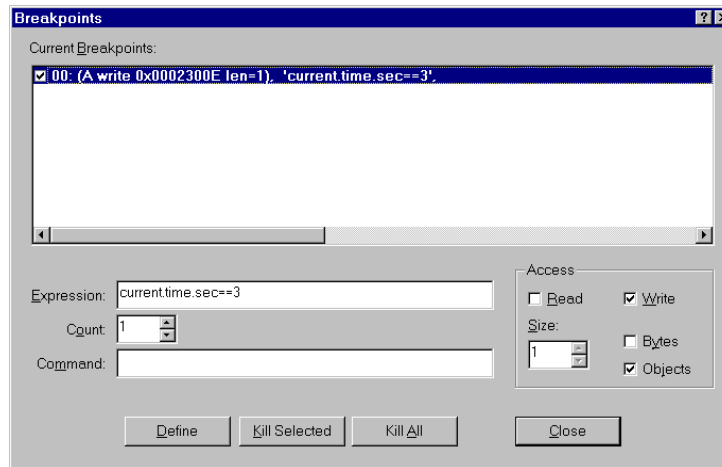 Breakpoints
Current Breakpoints:
00: (A write 0x0002300E len=1), 'current.time.sec==3',
Access
Expression: current.time.sec==3
Read
Write
Count: 1
Size:
1
Bytes
Command:
Objects
Define
Kill Selected
Kill All
Close